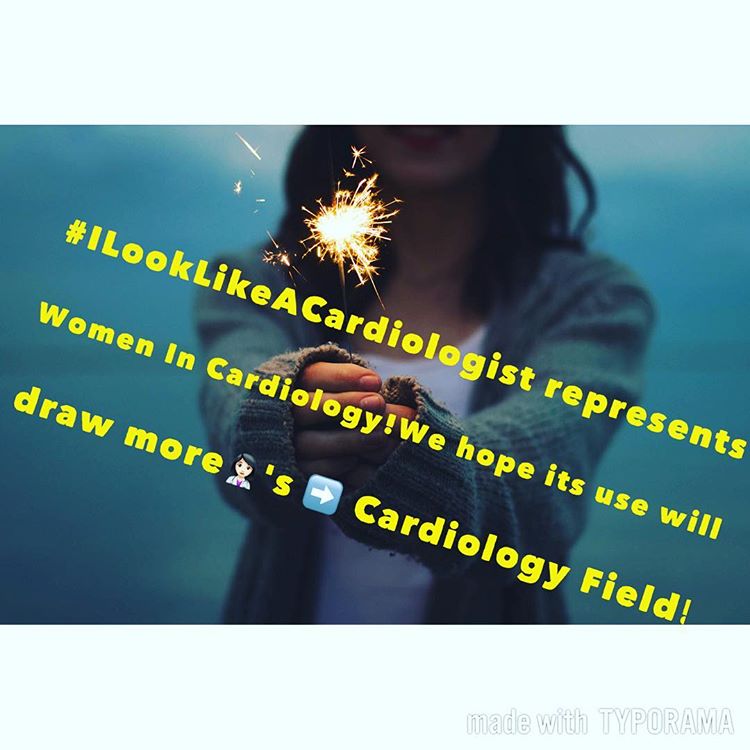 #ILookLikeACardiologist represents
Women In Cardiology!We hope its use will
draw more👩🏻‍⚕️'s ➡️ Cardiology Field!
made with TYPORAMA